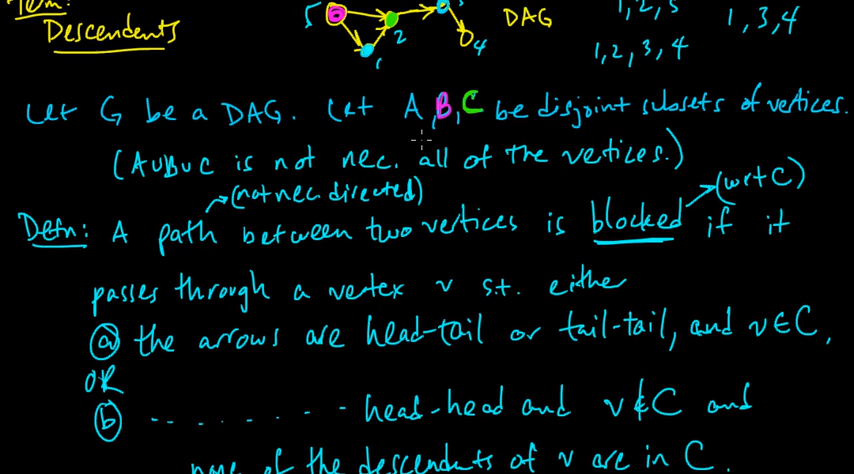 Term:
Descendents
5
1
2
3
4
DAG
1, 2, 5
1, 2, 3, 4
1, 3, 4
Let G be a DAG. Let A, B, C be disjoint subsets of vertices.
(A∪B∪C is not nec. all of the vertices.)
(not nec. directed)
(wrt C)
Defn: A path between two vertices is blocked if it
passes through a vertex v s.t. either
(a) the arrows are head-tail or tail-tail, and v∈C,
OR
(b) ......... head-head and v∉C and
none of the descendents of v are in C.